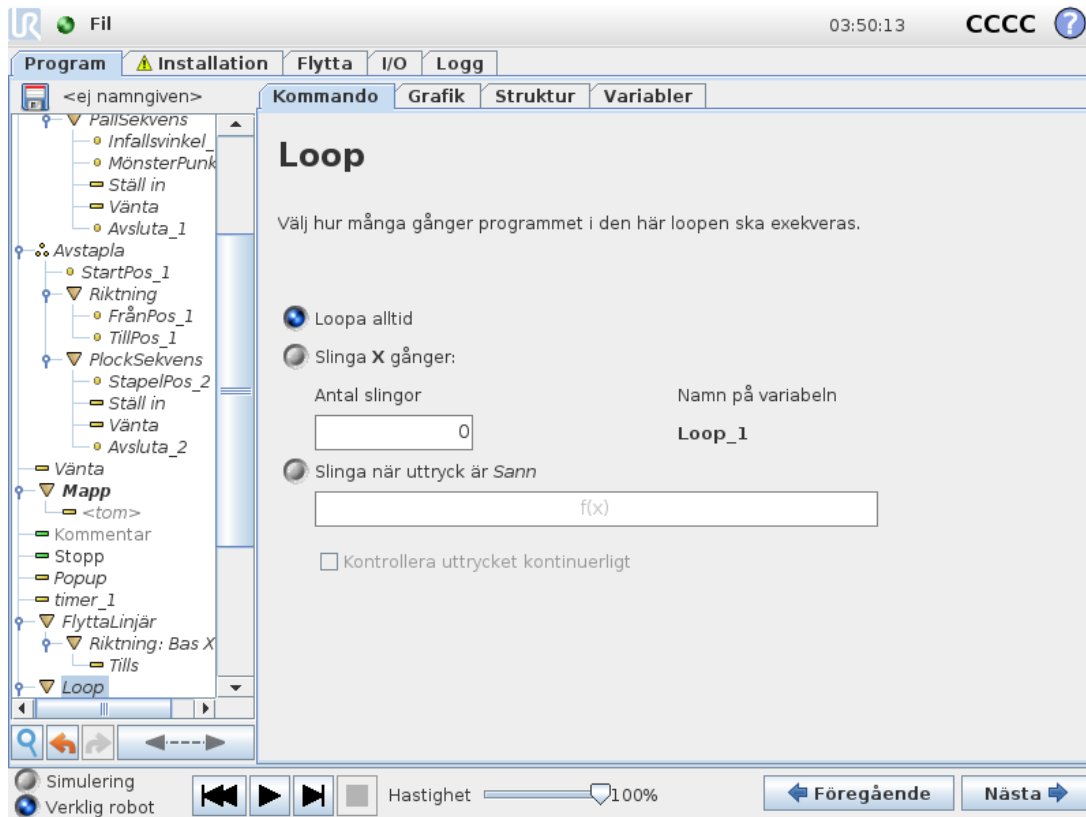 UR Fil 03:50:13 CCCC ?
Program Installation Flytta I/O Logg
<ej namngiven>
Kommando Grafik Struktur Variabler
PallSekvens
Infallsvinkel_
MönsterPunk
Ställ in
Vänta
Avsluta_1
Avstapla
StartPos_1
Riktning
FrånPos_1
TillPos_1
PlockSekvens
StapelPos_2
Ställ in
Vänta
Avsluta_2
Vänta
Mapp
<tom>
Kommentar
Stopp
Popup
timer_1
FlyttaLinjär
Riktning: Bas X
Tills
Loop
Loop
Välj hur många gånger programmet i den här loopen ska exekveras.
Loopa alltid
Slinga X gånger:
Antal slingor Namn på variabeln
0 Loop_1
Slinga när uttryck är Sann
f(x)
Kontrollera uttrycket kontinuerligt
Simulering
Verklig robot
Hastighet 100%
Föregående Nästa